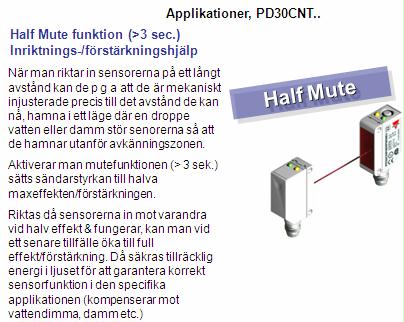 Applikationer, PD30CNT..
Half Mute funktion (>3 sec.)
Inriktnings-/förstärkningshjälp
När man riktar in sensorerna på ett långt
avstånd kan de p g a att de är mekaniskt
injusterade precis till det avstånd de kan
nå, hamna i ett läge där en droppe
vatten eller damm stör senorerna så att
de hamnar utanför avkänningszonen.
Aktiverar man mutefunktionen (> 3 sek.)
sätts sändarstyrkan till halva
maxeffekten/förstärkningen.
Riktas då sensorerna in mot varandra
vid halv effekt & fungerar, kan man vid
ett senare tillfälle öka till full
effekt/förstärkning. Då säkras tillräcklig
energi i ljuset för att garantera korrekt
sensorfunktion i den specifika
applikationen (kompenserar mot
vattendimma, damm etc.)
Half Mute